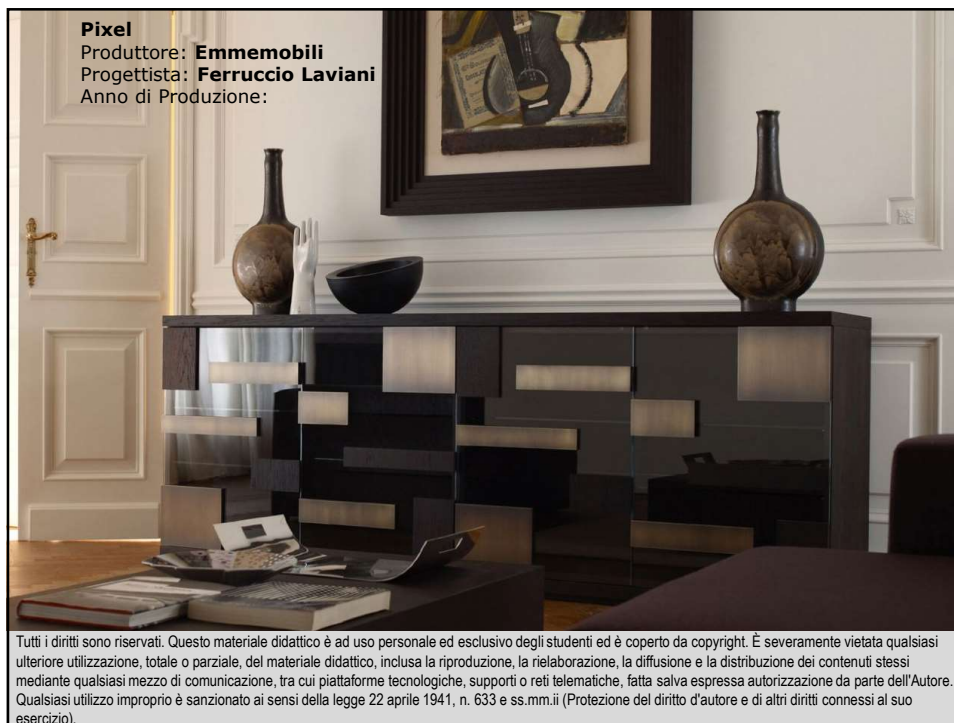 Pixel
Produttore: Emmemobili
Progettista: Ferruccio Laviani
Anno di Produzione:
Tutti i diritti sono riservati. Questo materiale didattico è ad uso personale ed esclusivo degli studenti ed è coperto da copyright. È severamente vietata qualsiasi
ulteriore utilizzazione, totale o parziale, del materiale didattico, inclusa la riproduzione, la rielaborazione, la diffusione e la distribuzione dei contenuti stessi
mediante qualsiasi mezzo di comunicazione, tra cui piattaforme tecnologiche, supporti o reti telematiche, fatta salva espressa autorizzazione da parte dell'Autore.
Qualsiasi utilizzo improprio è sanzionato ai sensi della legge 22 aprile 1941, n. 633 e ss.mm.ii (Protezione del diritto d'autore e di altri diritti connessi al suo
esercizio).